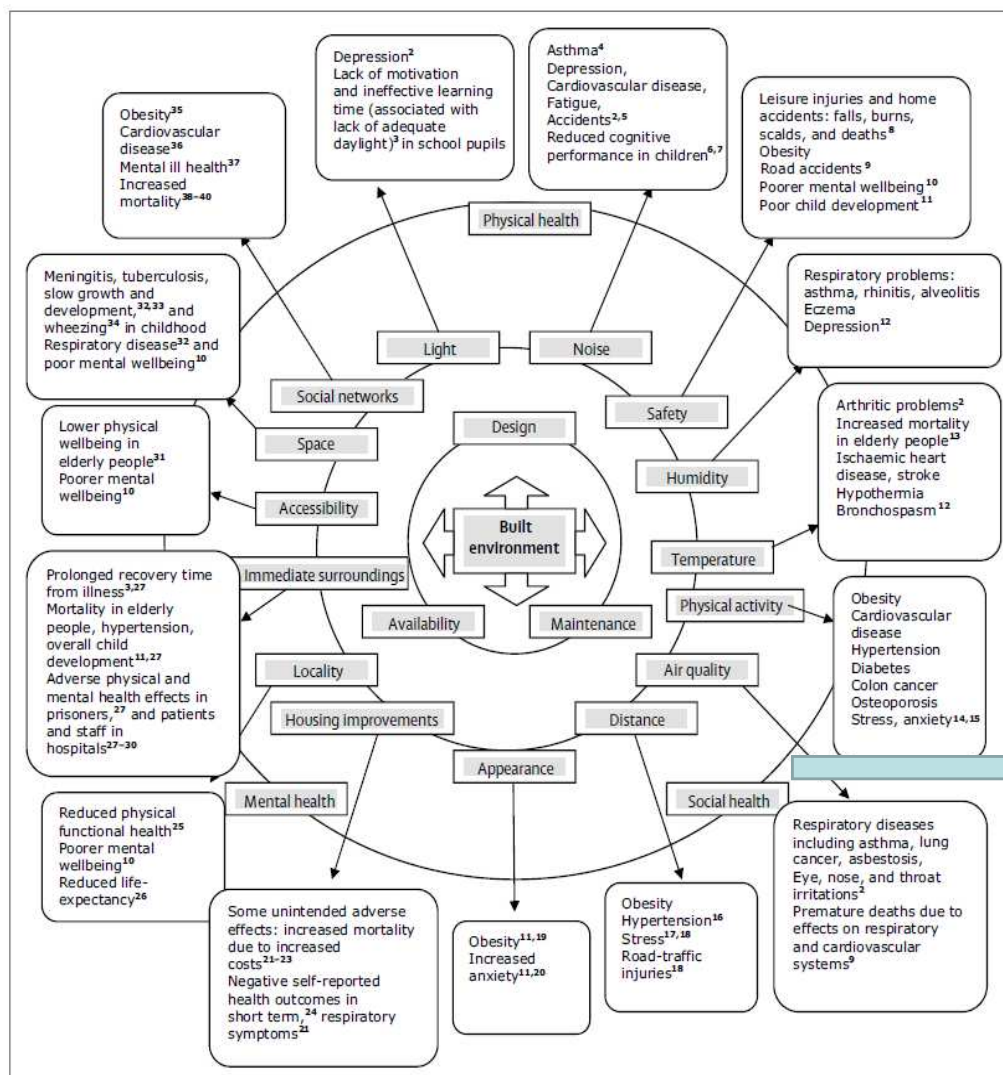 Depression²
Lack of motivation
and ineffective learning
time (associated with
lack of adequate
daylight)³ in school pupils
Asthma⁴
Depression,
Cardiovascular disease,
Fatigue,
Accidents²,⁵
Reduced cognitive
performance in children⁶,⁷
Obesity³⁵
Cardiovascular
disease³⁶
Mental ill health³⁷
Increased
mortality³⁸⁻⁴⁰
Leisure injuries and home
accidents: falls, burns,
scalds, and deaths⁸
Obesity
Road accidents⁹
Poorer mental wellbeing¹⁰
Poor child development¹¹
Physical health
Meningitis, tuberculosis,
slow growth and
development,³²,³³ and
wheezing³⁴ in childhood
Respiratory disease³² and
poor mental wellbeing¹⁰
Respiratory problems:
asthma, rhinitis, alveolitis
Eczema
Depression¹²
Light
Noise
Social networks
Safety
Space
Design
Humidity
Lower physical
wellbeing in
elderly people³¹
Poorer mental
wellbeing¹⁰
Arthritic problems²
Increased mortality
in elderly people¹³
Ischaemic heart
disease, stroke
Hypothermia
Bronchospasm¹²
Accessibility
Built
environment
Temperature
Immediate surroundings
Physical activity
Availability
Maintenance
Prolonged recovery time
from illness³,²⁷
Mortality in elderly
people, hypertension,
overall child
development¹¹,²⁷
Adverse physical and
mental health effects in
prisoners,²⁷ and patients
and staff in
hospitals²⁷⁻³⁰
Obesity
Cardiovascular
disease
Hypertension
Diabetes
Colon cancer
Osteoporosis
Stress, anxiety¹⁴,¹⁵
Locality
Air quality
Housing improvements
Distance
Appearance
Mental health
Social health
Reduced physical
functional health²⁵
Poorer mental
wellbeing¹⁰
Reduced life-
expectancy²⁶
Some unintended adverse
effects: increased mortality
due to increased
costs²¹⁻²³
Negative self-reported
health outcomes in
short term,²⁴ respiratory
symptoms²¹
Obesity¹¹,¹⁹
Increased
anxiety¹¹,²⁰
Obesity
Hypertension¹⁶
Stress¹⁷,¹⁸
Road-traffic
injuries¹⁸
Respiratory diseases
including asthma, lung
cancer, asbestosis,
Eye, nose, and throat
irritations²
Premature deaths due to
effects on respiratory
and cardiovascular
systems⁹